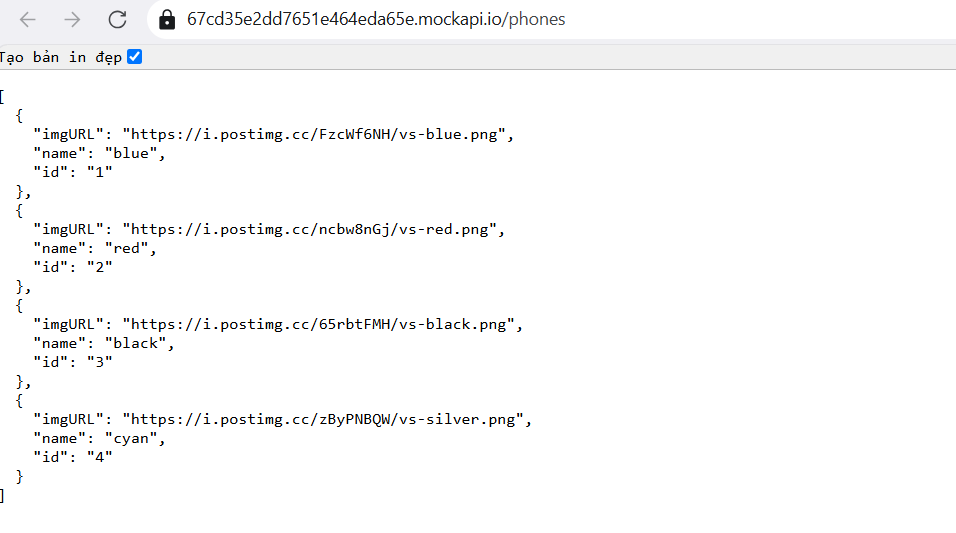 67cd35e2dd7651e464eda65e.mockapi.io/phones
Tạo bản in đẹp
[
  {
    "imgURL": "https://i.postimg.cc/FzcWf6NH/vs-blue.png",
    "name": "blue",
    "id": "1"
  },
  {
    "imgURL": "https://i.postimg.cc/ncbw8nGj/vs-red.png",
    "name": "red",
    "id": "2"
  },
  {
    "imgURL": "https://i.postimg.cc/65rbtFMH/vs-black.png",
    "name": "black",
    "id": "3"
  },
  {
    "imgURL": "https://i.postimg.cc/zByPNBQW/vs-silver.png",
    "name": "cyan",
    "id": "4"
  }
]